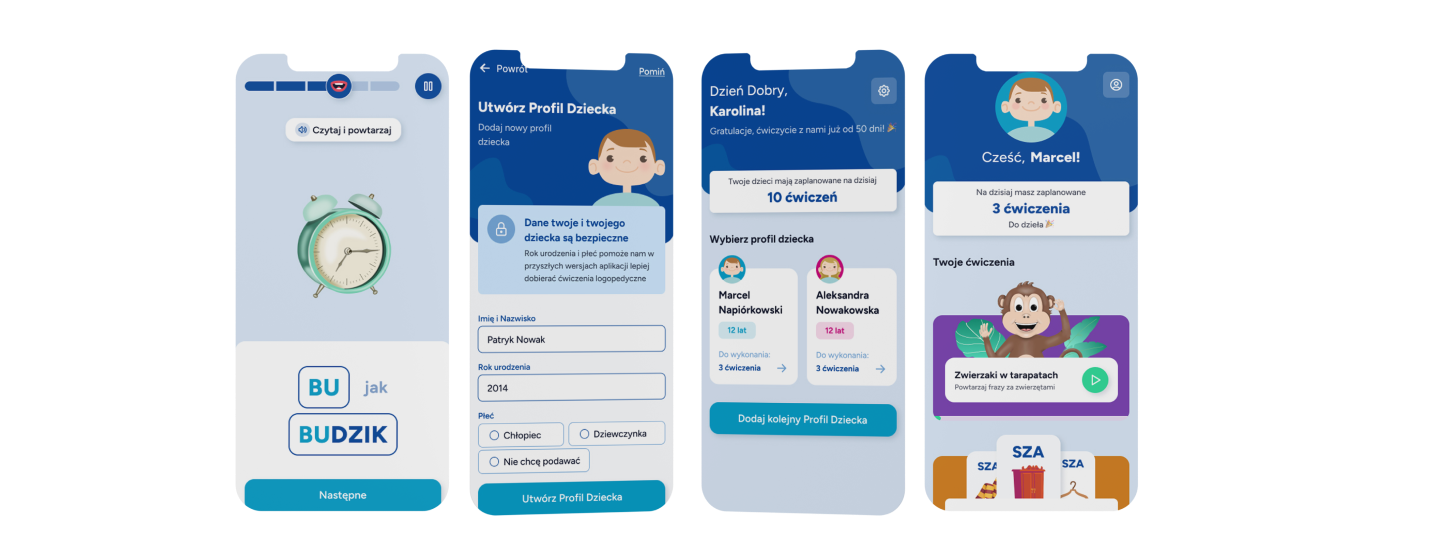 Czytaj i powtarzaj
BU jak
BUDZIK
Następne
Powrót
Pomiń
Utwórz Profil Dziecka
Dodaj nowy profil
dziecka
Dane twoje i twojego
dziecka są bezpieczne
Rok urodzenia i płeć pomoże nam w
przyszłych wersjach aplikacji lepiej
dobierać ćwiczenia logopedyczne
Imię i Nazwisko
Patryk Nowak
Rok urodzenia
2014
Płeć
Chłopiec
Dziewczynka
Nie chcę podawać
Utwórz Profil Dziecka
Dzień Dobry,
Karolina!
Gratulacje, ćwiczycie z nami już od 50 dni! 🎉
Twoje dzieci mają zaplanowane na dzisiaj
10 ćwiczeń
Wybierz profil dziecka
Marcel
Napiórkowski
12 lat
Do wykonania:
3 ćwiczenia
Aleksandra
Nowakowska
12 lat
Do wykonania:
3 ćwiczenia
Dodaj kolejny Profil Dziecka
Cześć, Marcel!
Na dzisiaj masz zaplanowane
3 ćwiczenia
Do dzieła 🎉
Twoje ćwiczenia
Zwierzaki w tarapatach
Powtarzaj frazy za zwierzętami
SZA
SZA
SZA